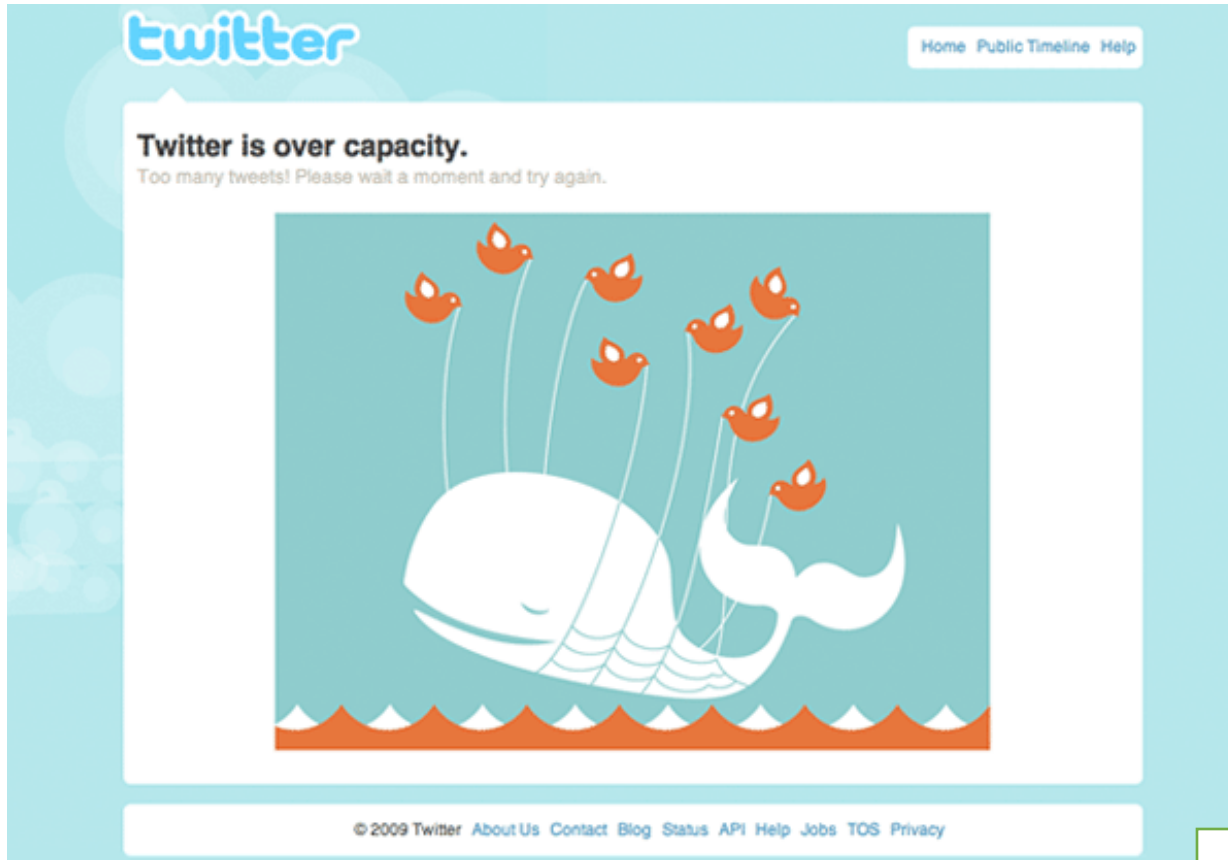 twitter
Home Public Timeline Help
Twitter is over capacity.
Too many tweets! Please wait a moment and try again.
© 2009 Twitter About Us Contact Blog Status API Help Jobs TOS Privacy